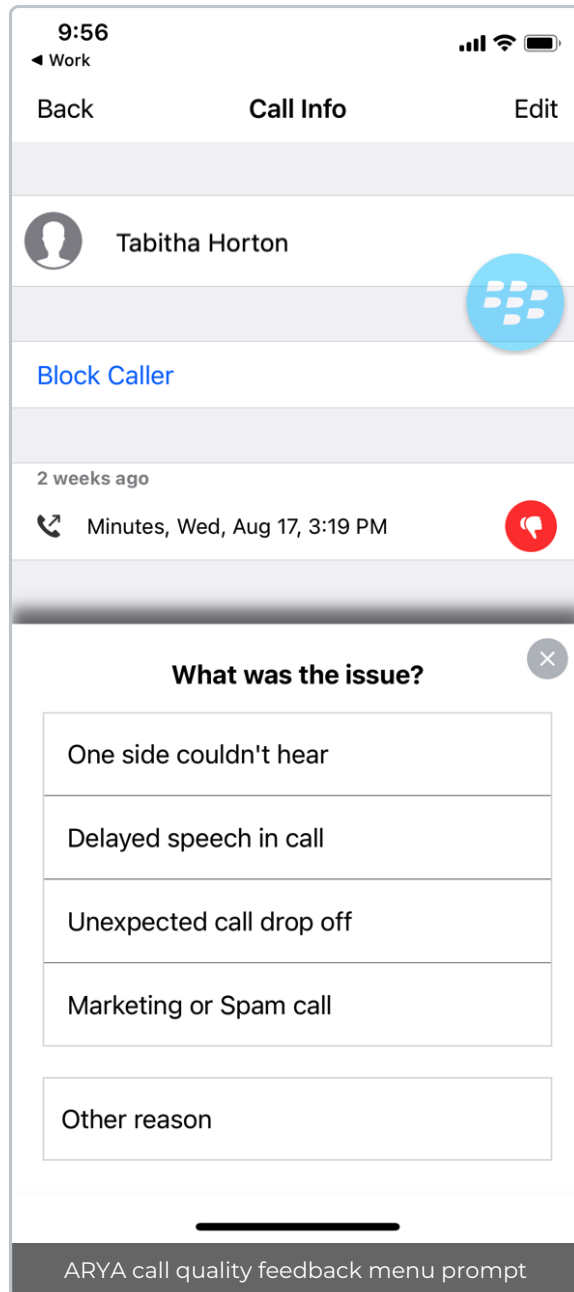 9:56
◀ Work
Back Call Info Edit
Tabitha Horton
Block Caller
2 weeks ago
Minutes, Wed, Aug 17, 3:19 PM
What was the issue?
One side couldn't hear
Delayed speech in call
Unexpected call drop off
Marketing or Spam call
Other reason
ARYA call quality feedback menu prompt